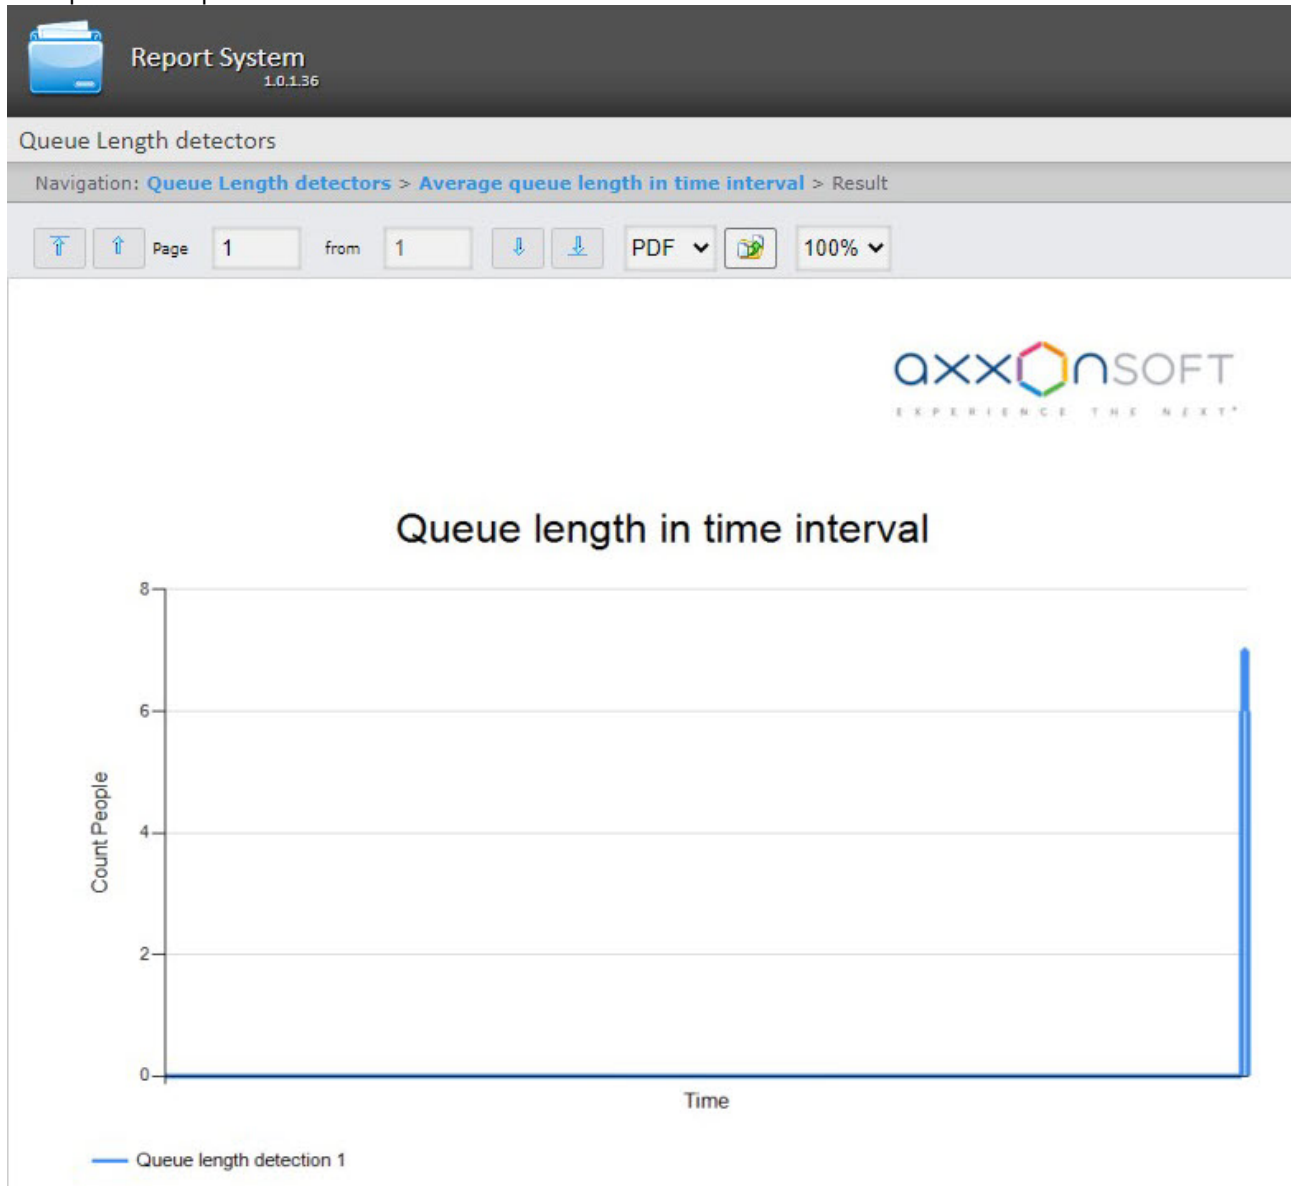 Report System
1.0.1.36
Queue Length detectors
Navigation: Queue Length detectors > Average queue length in time interval > Result
Page 1 from 1 PDF 100%
axxonSOFT
EXPERIENCE THE NEXT
Queue length in time interval
8
6
4
2
0
Count People
Time
Queue length detection 1